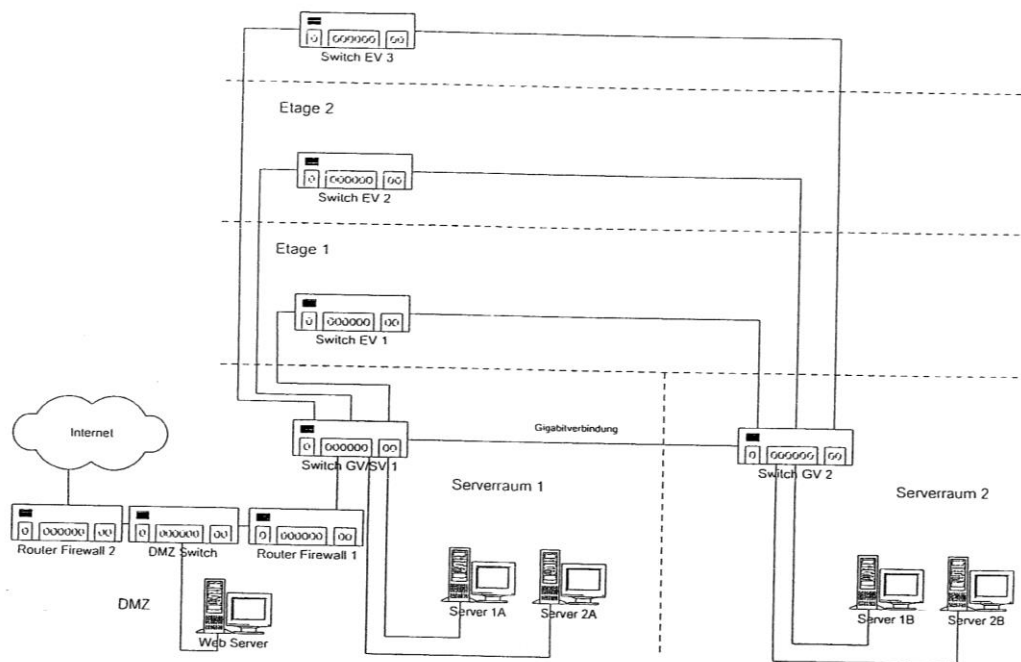 Switch EV 3
Etage 2
Switch EV 2
Etage 1
Switch EV 1
Internet
Gigabitverbindung
Switch GV/SV 1
Switch GV 2
Serverraum 1
Serverraum 2
Router Firewall 2
DMZ Switch
Router Firewall 1
DMZ
Web Server
Server 1A
Server 2A
Server 1B
Server 2B